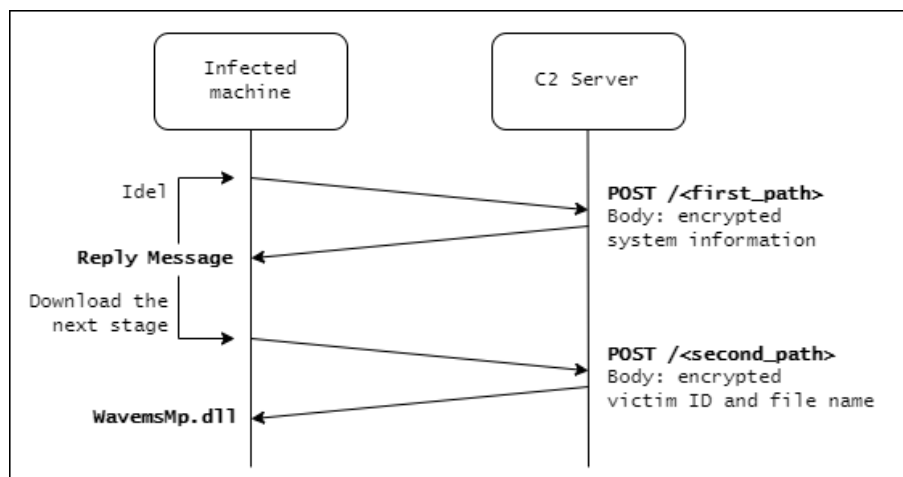 Infected
machine
C2 Server
Idel
POST /<first_path>
Body: encrypted
system information
Reply Message
Download the
next stage
POST /<second_path>
Body: encrypted
victim ID and file name
WavemsMp.dll